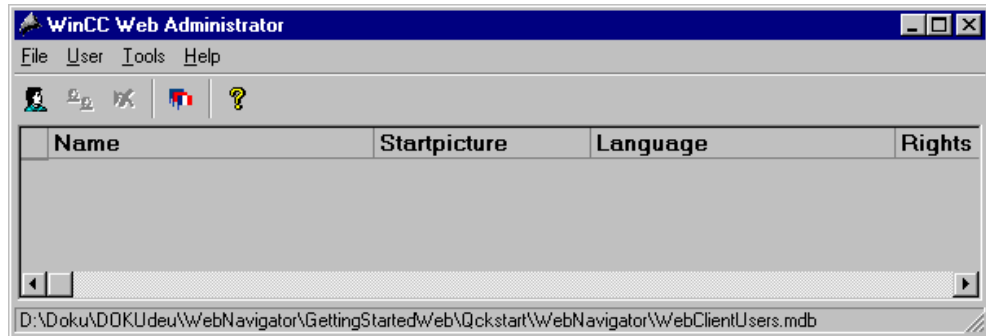 WinCC Web Administrator
File User Tools Help
Name Startpicture Language Rights
D:\Doku\DOKUdeu\WebNavigator\GettingStartedWeb\Qckstart\WebNavigator\WebClientUsers.mdb